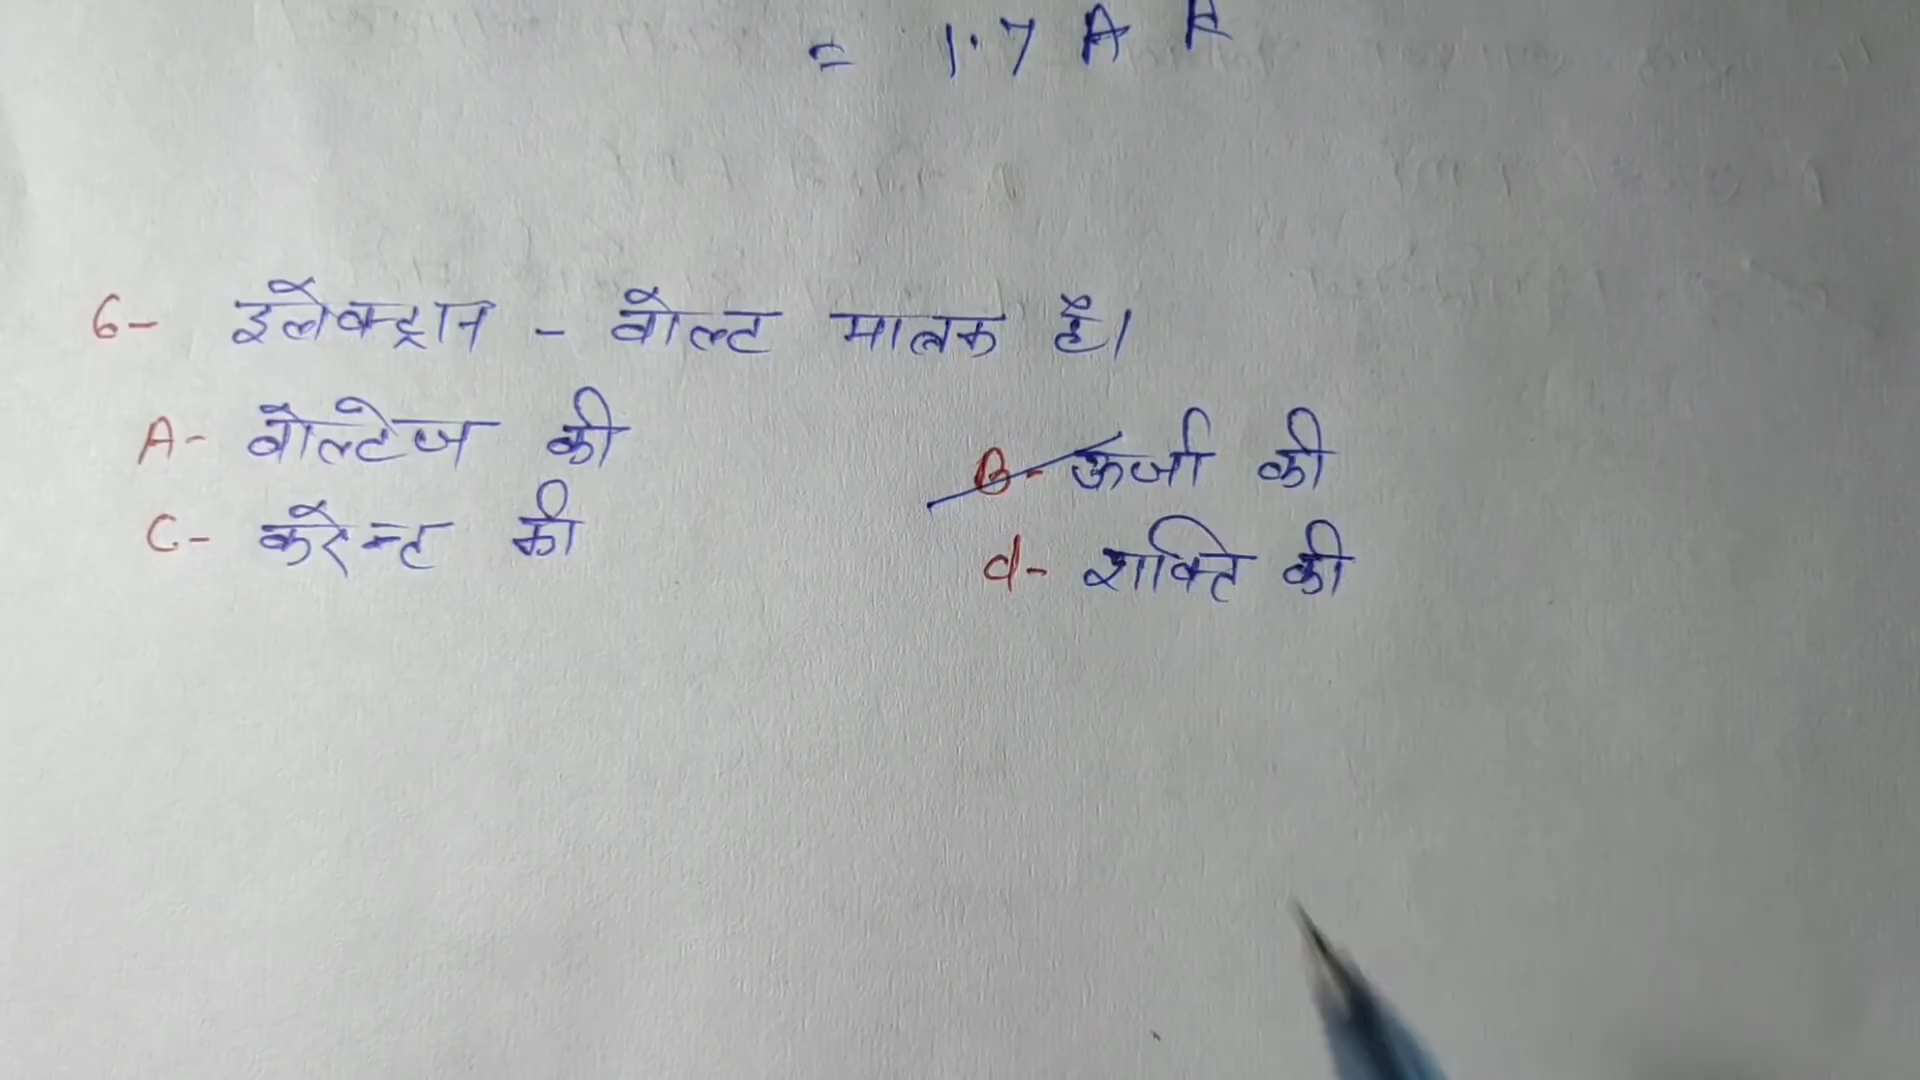 = 1.7 A
6- इलेक्ट्रान - वोल्ट मात्रक है।
A- वोल्टेज की
B- ऊर्जा की
C- करेन्ट की
d- शक्ति की